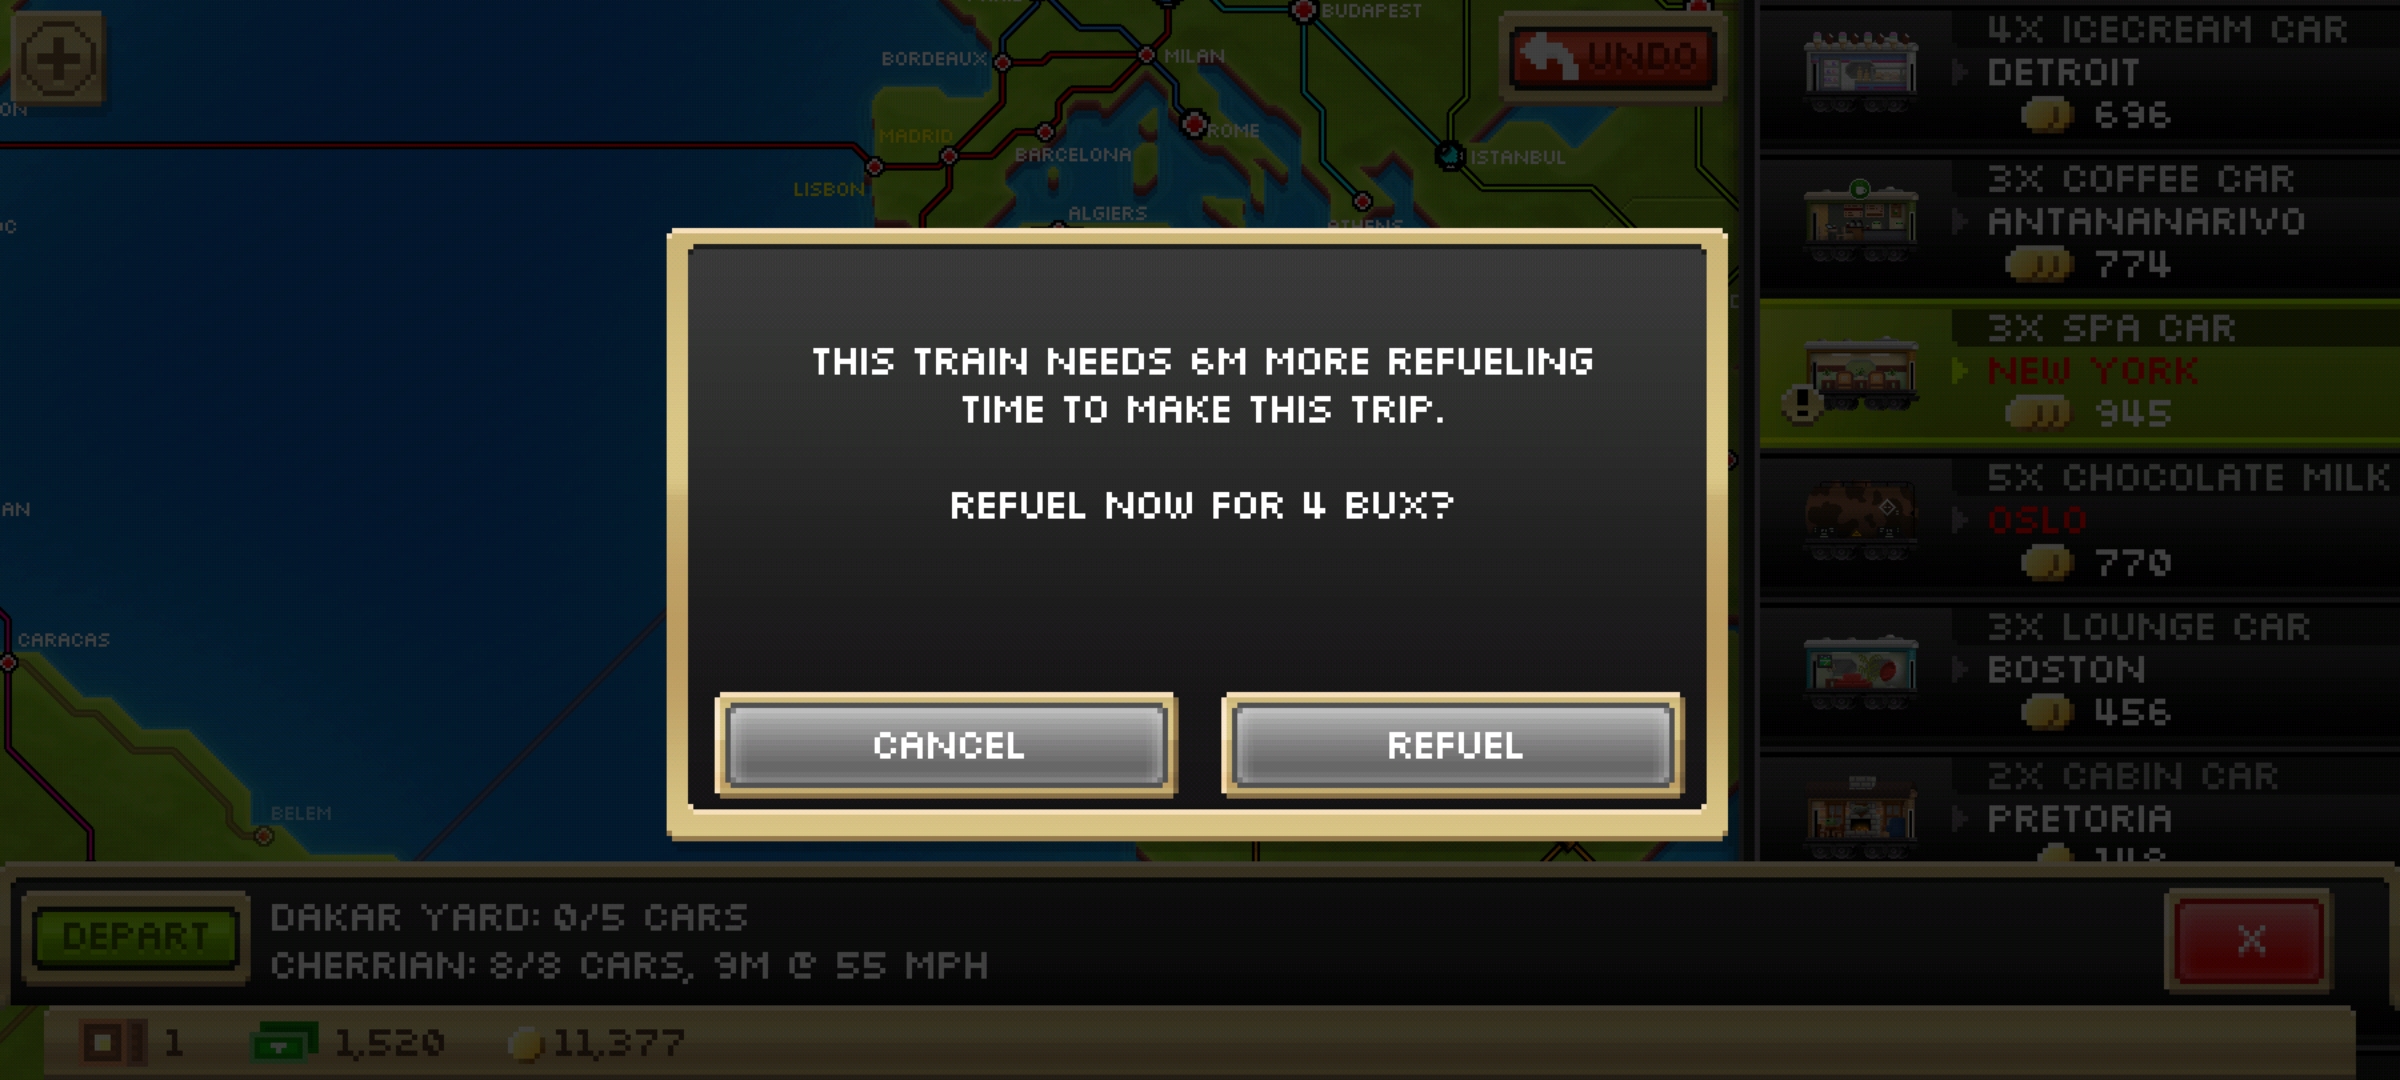 BUDAPEST
BORDEAUX
MILAN
UNDO
MADRID
ROME
BARCELONA
ISTANBUL
LISBON
ALGIERS
ATHENS
CARACAS
BELEM
4X ICECREAM CAR
DETROIT
696
3X COFFEE CAR
ANTANANARIVO
774
3X SPA CAR
NEW YORK
945
5X CHOCOLATE MILK
OSLO
770
3X LOUNGE CAR
BOSTON
456
2X CABIN CAR
PRETORIA
THIS TRAIN NEEDS 6M MORE REFUELING
TIME TO MAKE THIS TRIP.
REFUEL NOW FOR 4 BUX?
CANCEL
REFUEL
DEPART
DAKAR YARD: 0/5 CARS
CHERRIAN: 8/8 CARS, 9M @ 55 MPH
X
1
1,520
11,377